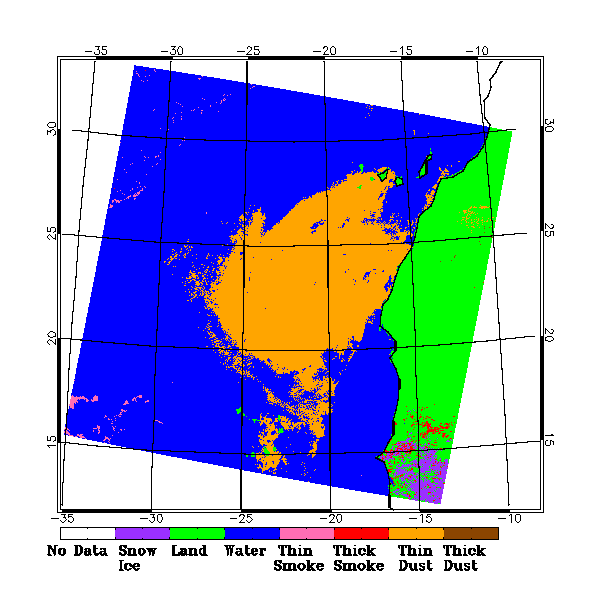 -35 -30 -25 -20 -15 -10
30 30
25 25
20 20
15 15
-35 -30 -25 -20 -15 -10
No Data Snow Land Water Thin Thick Thin Thick
Ice Smoke Smoke Dust Dust